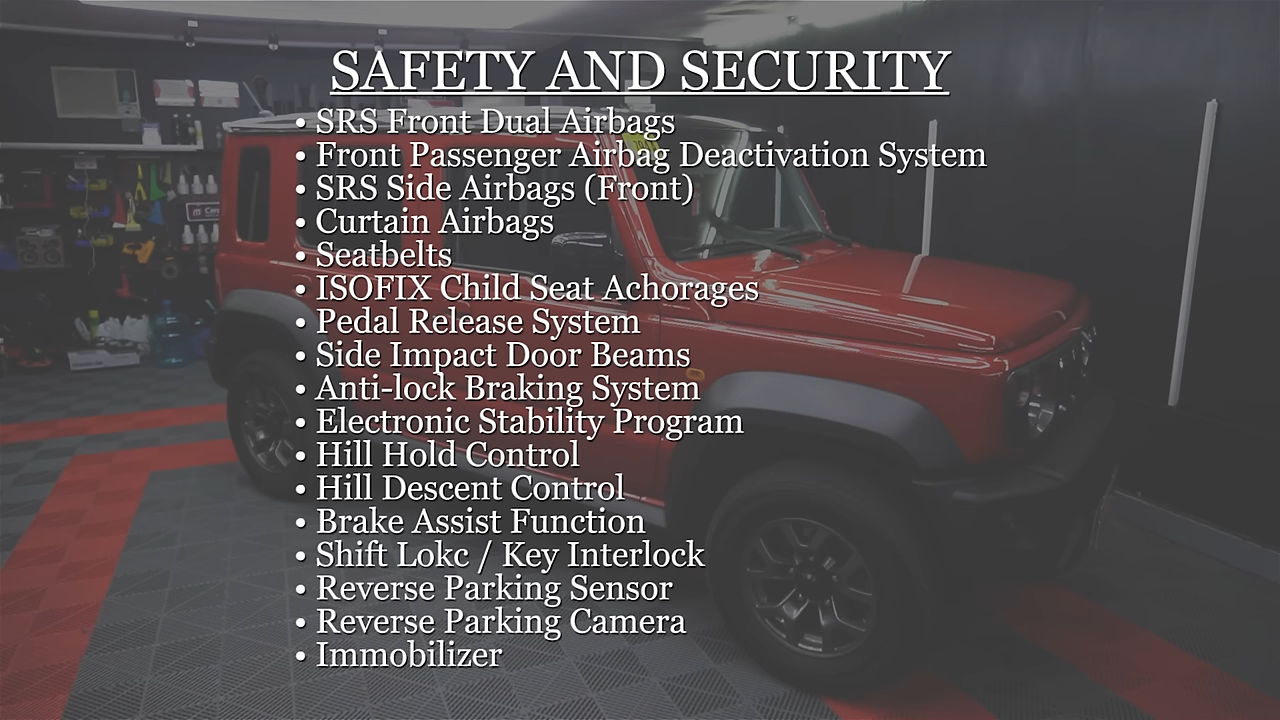 SAFETY AND SECURITY
• SRS Front Dual Airbags
• Front Passenger Airbag Deactivation System
• SRS Side Airbags (Front)
• Curtain Airbags
• Seatbelts
• ISOFIX Child Seat Achorages
• Pedal Release System
• Side Impact Door Beams
• Anti-lock Braking System
• Electronic Stability Program
• Hill Hold Control
• Hill Descent Control
• Brake Assist Function
• Shift Lokc / Key Interlock
• Reverse Parking Sensor
• Reverse Parking Camera
• Immobilizer